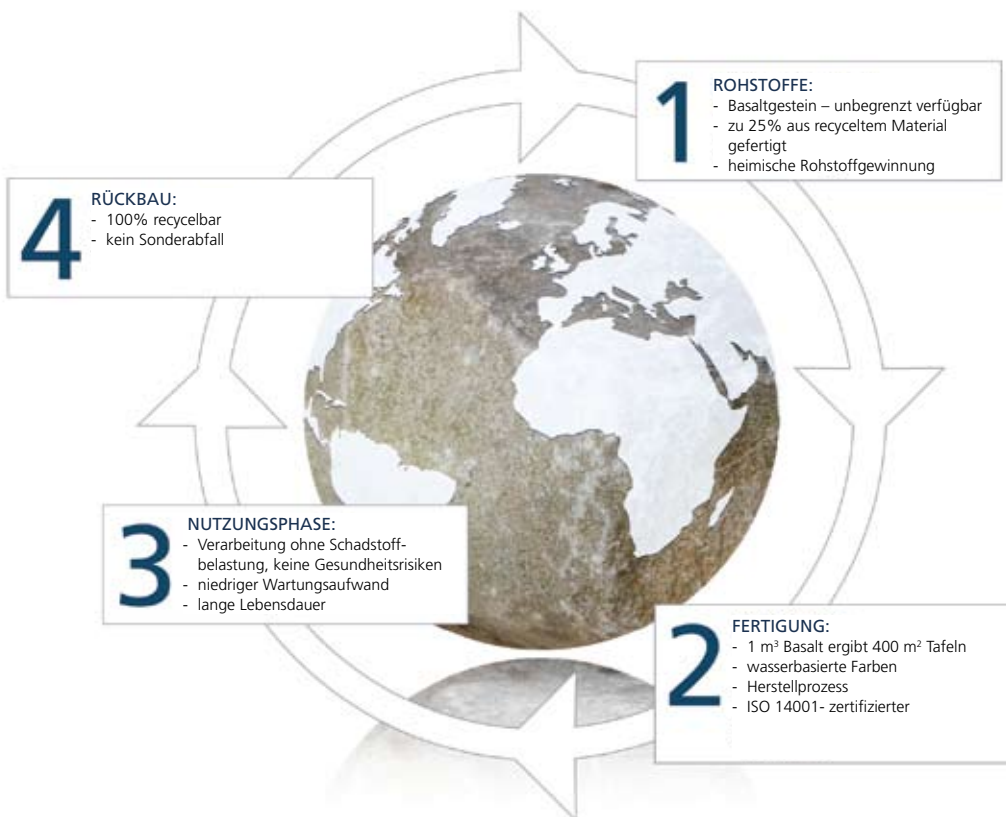 1
ROHSTOFFE:
- Basaltgestein – unbegrenzt verfügbar
- zu 25% aus recyceltem Material
gefertigt
- heimische Rohstoffgewinnung
2
FERTIGUNG:
- 1 m³ Basalt ergibt 400 m² Tafeln
- wasserbasierte Farben
- Herstellprozess
- ISO 14001- zertifizierter
3
NUTZUNGSPHASE:
- Verarbeitung ohne Schadstoff-
belastung, keine Gesundheitsrisiken
- niedriger Wartungsaufwand
- lange Lebensdauer
4
RÜCKBAU:
- 100% recycelbar
- kein Sonderabfall